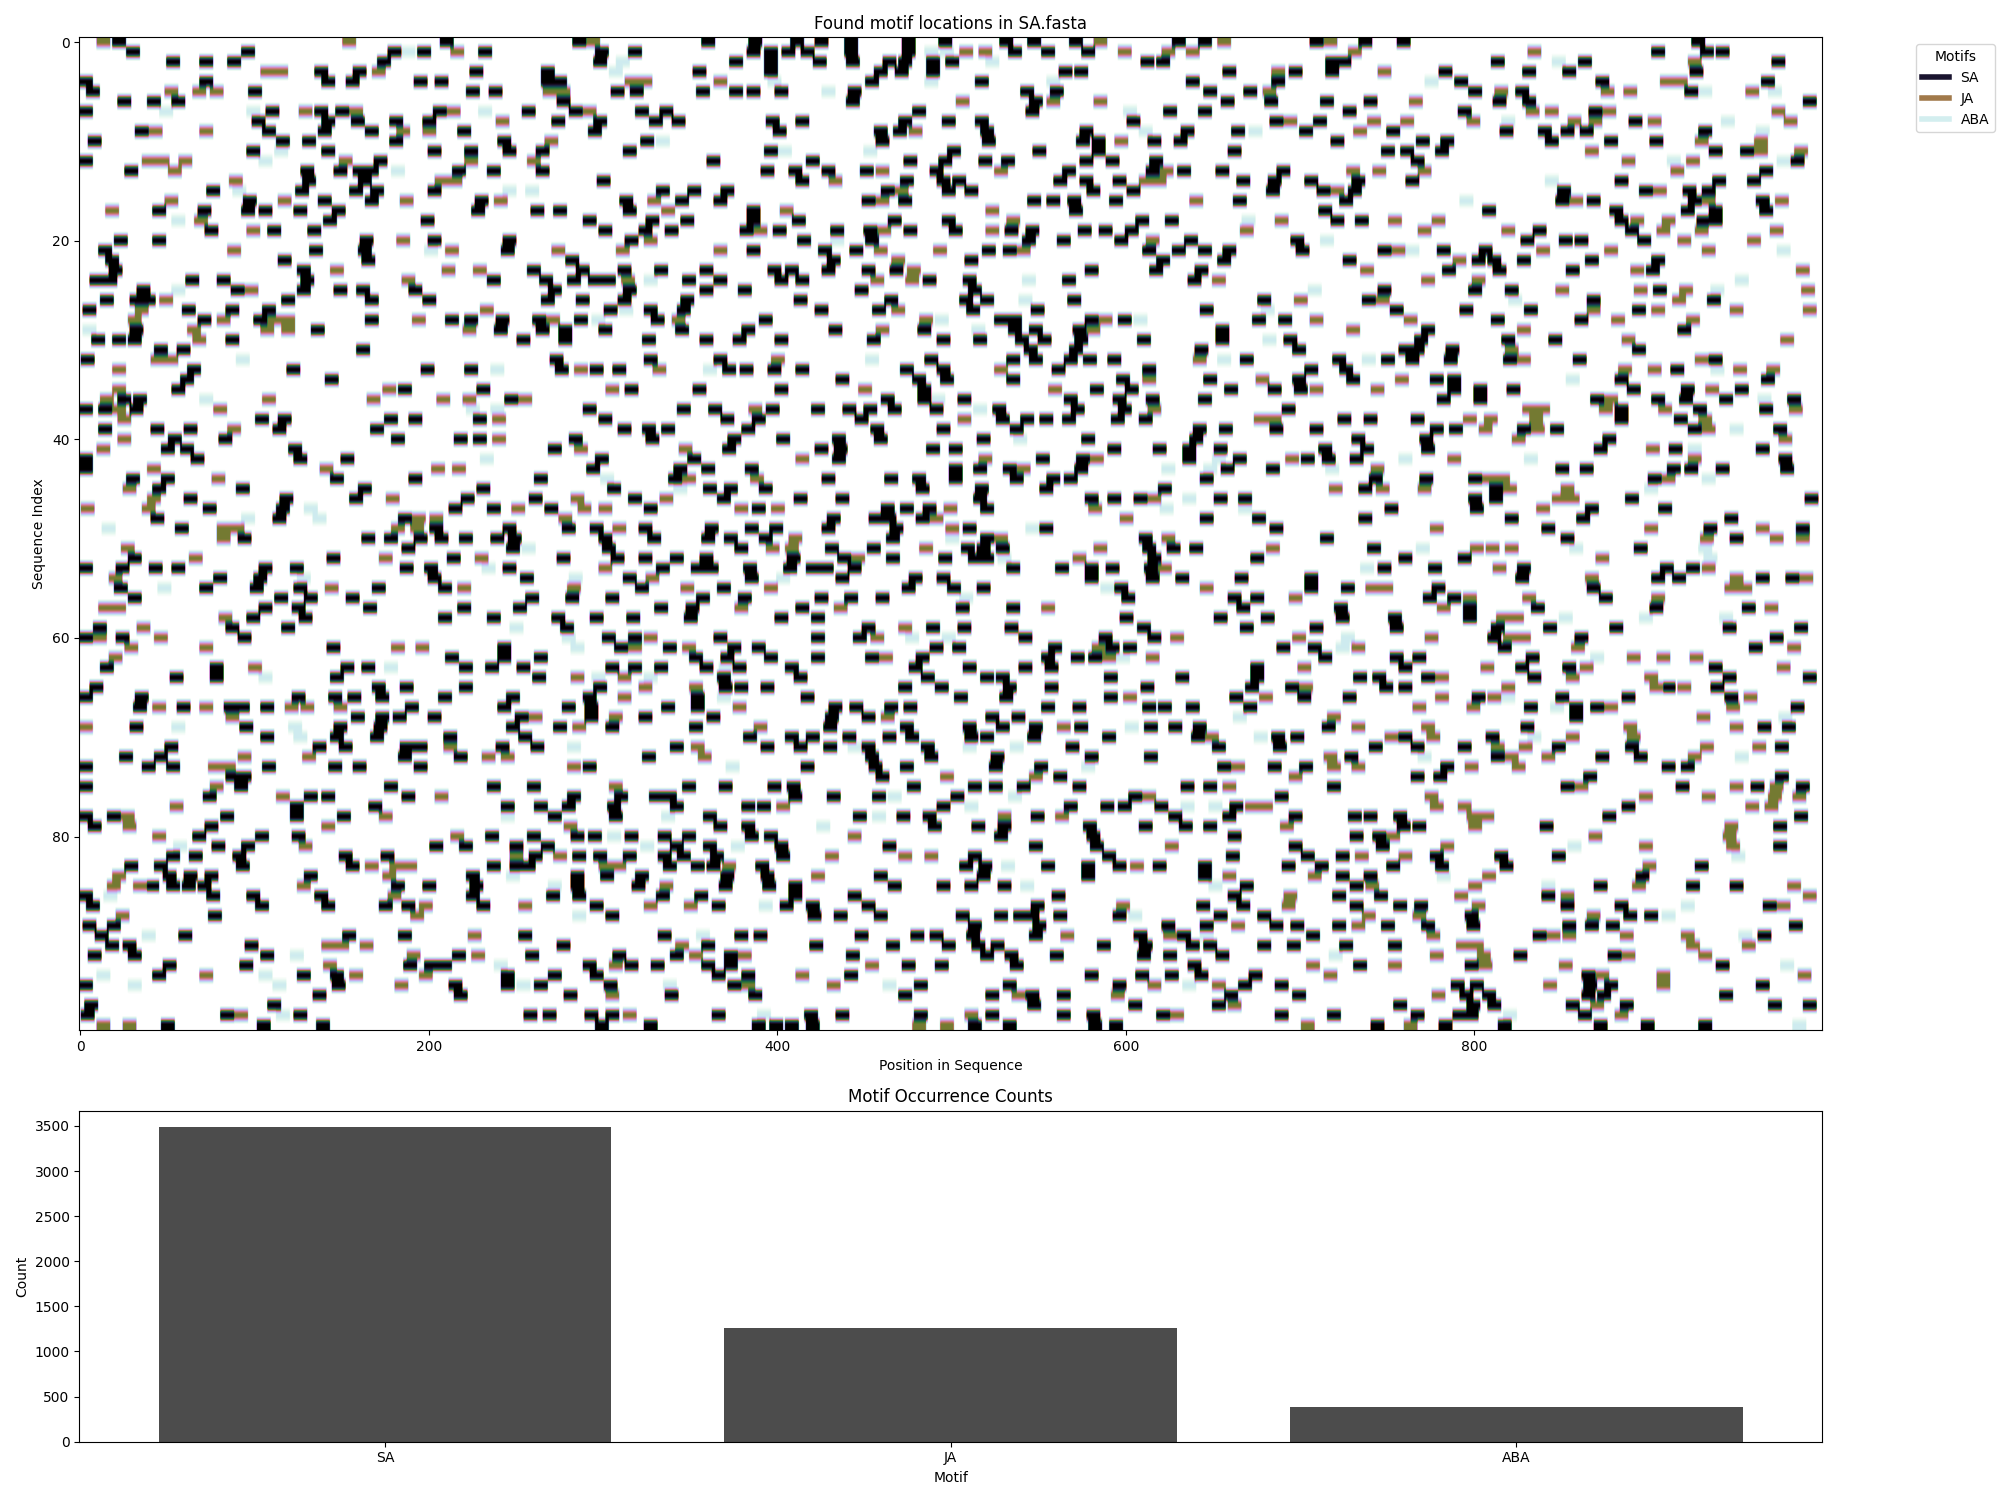 Found motif locations in SA.fasta
0
20
40
60
80
Sequence Index
0 200 400 600 800
Position in Sequence
Motifs
SA
JA
ABA
Motif Occurrence Counts
3500
3000
2500
2000
1500
1000
500
0
Count
SA JA ABA
Motif